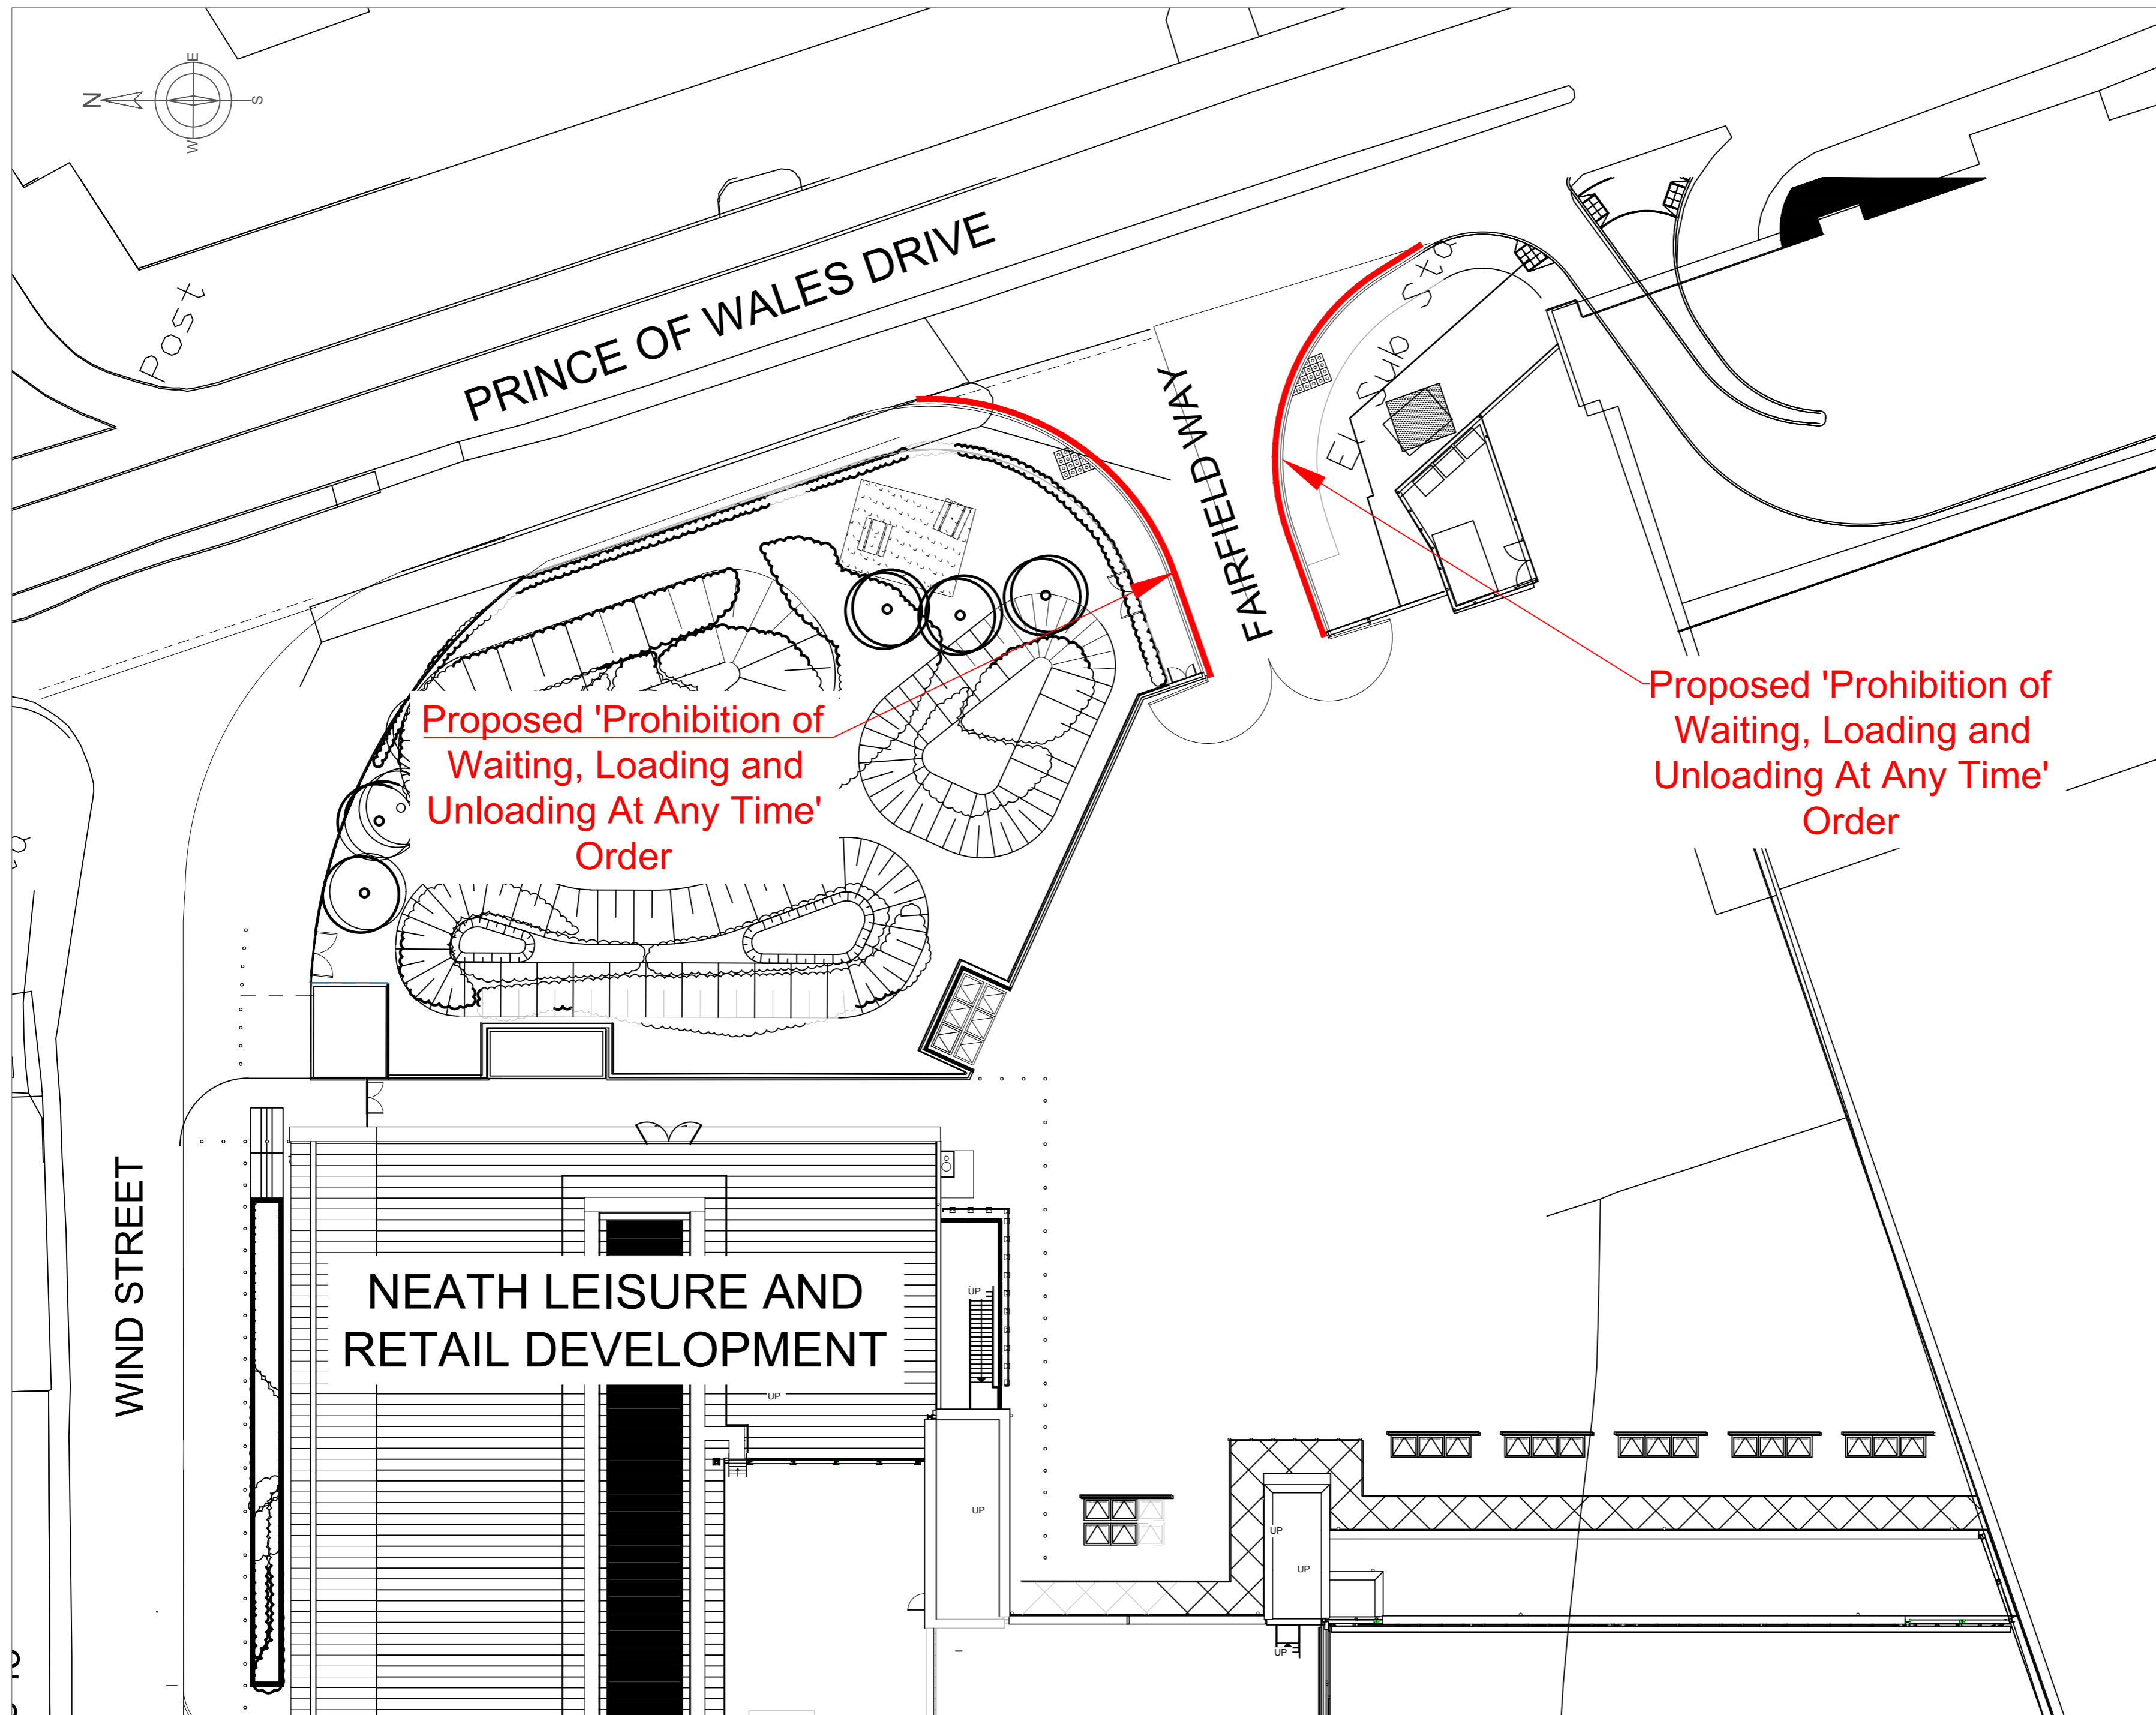 N
E
S
W
Post
PRINCE OF WALES DRIVE
El Sub Sta
FAIRFIELD WAY
Proposed 'Prohibition of
Waiting, Loading and
Unloading At Any Time'
Order
Proposed 'Prohibition of
Waiting, Loading and
Unloading At Any Time'
Order
WIND STREET
NEATH LEISURE AND
RETAIL DEVELOPMENT
UP
UP
UP
UP
UP
UP